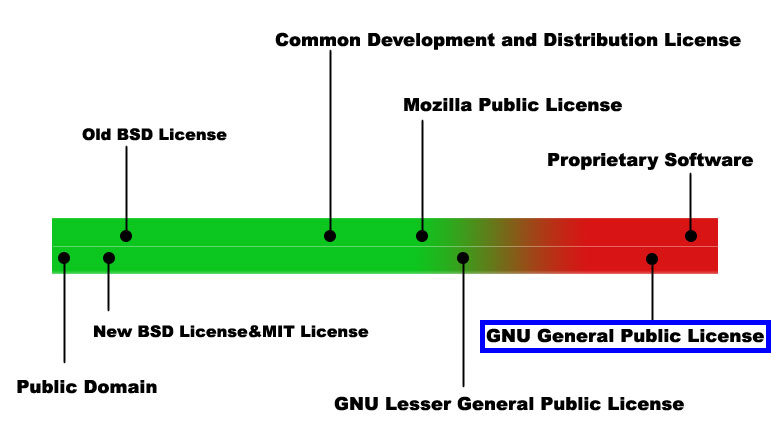 Common Development and Distribution License
Mozilla Public License
Old BSD License
Proprietary Software
New BSD License&MIT License
GNU General Public License
Public Domain
GNU Lesser General Public License